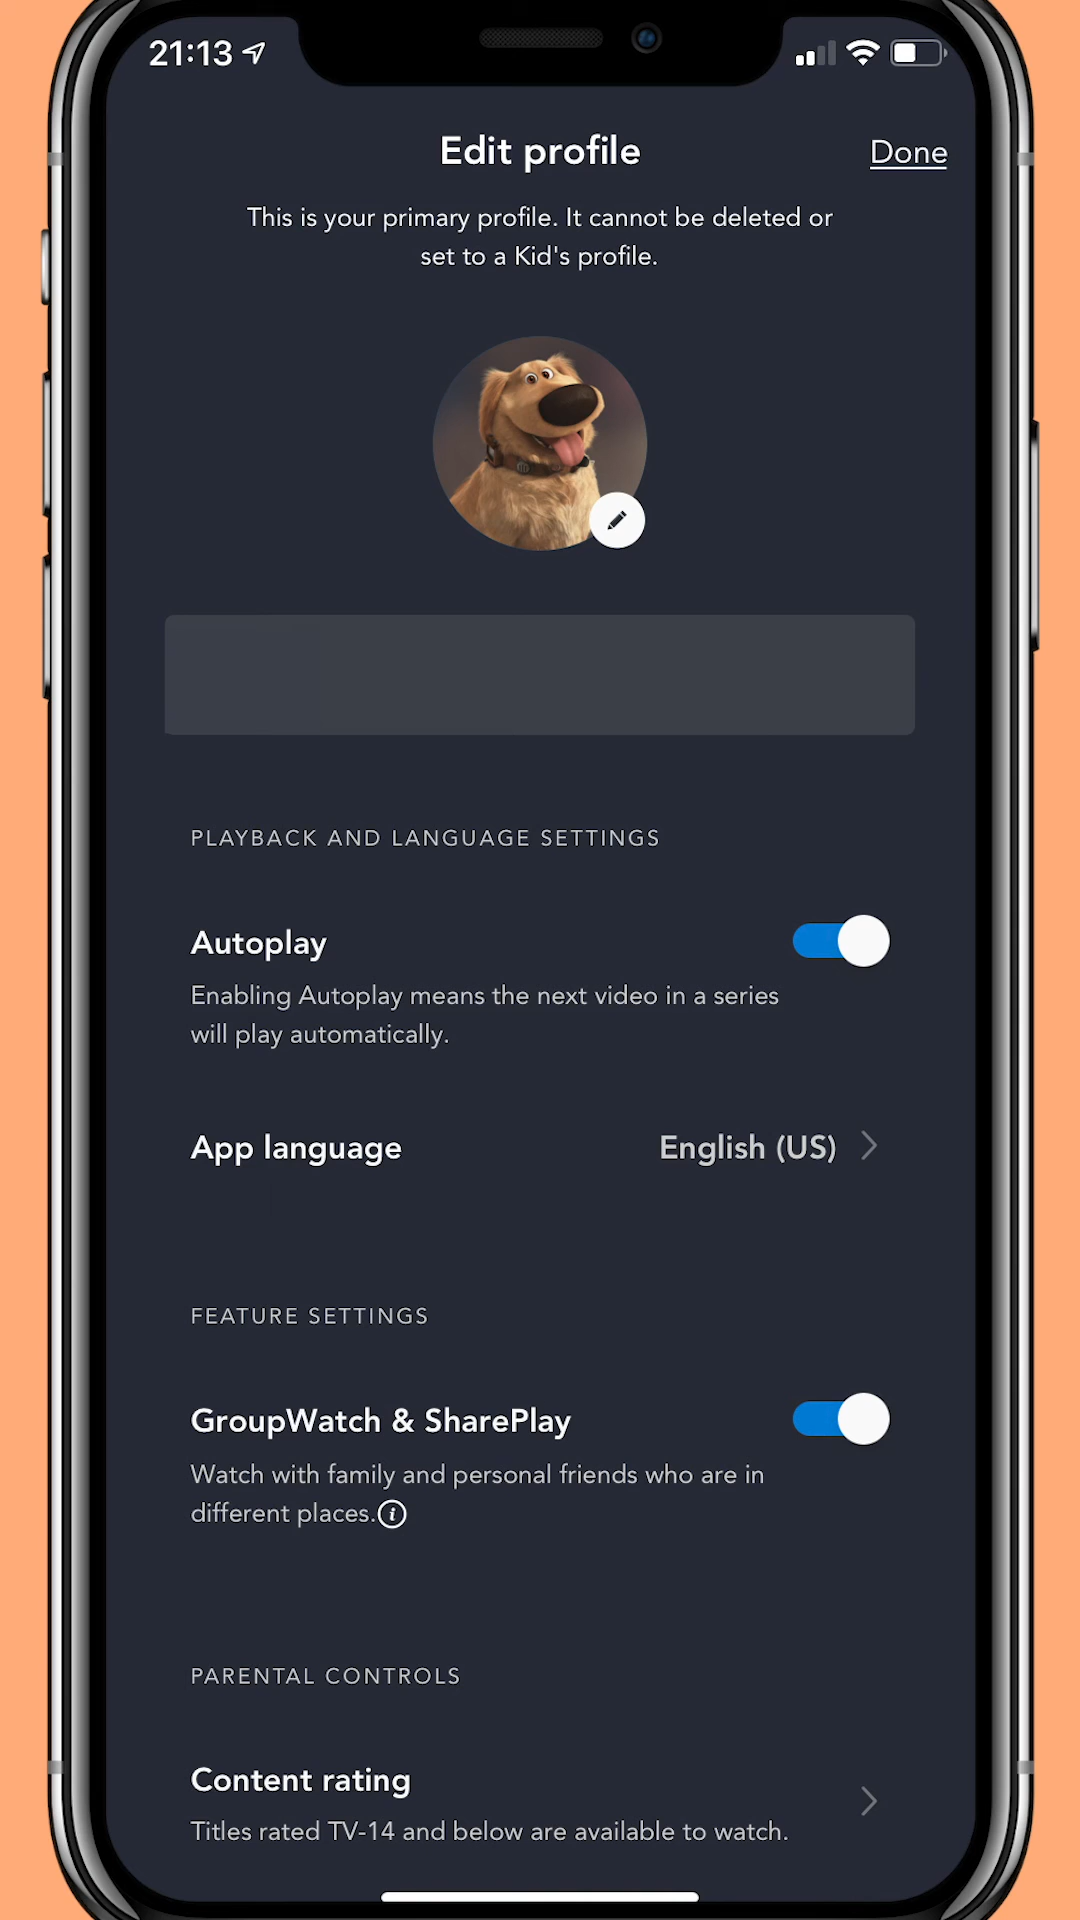 21:13
Edit profile
Done
This is your primary profile. It cannot be deleted or
set to a Kid's profile.
PLAYBACK AND LANGUAGE SETTINGS
Autoplay
Enabling Autoplay means the next video in a series
will play automatically.
App language
English (US)
FEATURE SETTINGS
GroupWatch & SharePlay
Watch with family and personal friends who are in
different places.
PARENTAL CONTROLS
Content rating
Titles rated TV-14 and below are available to watch.